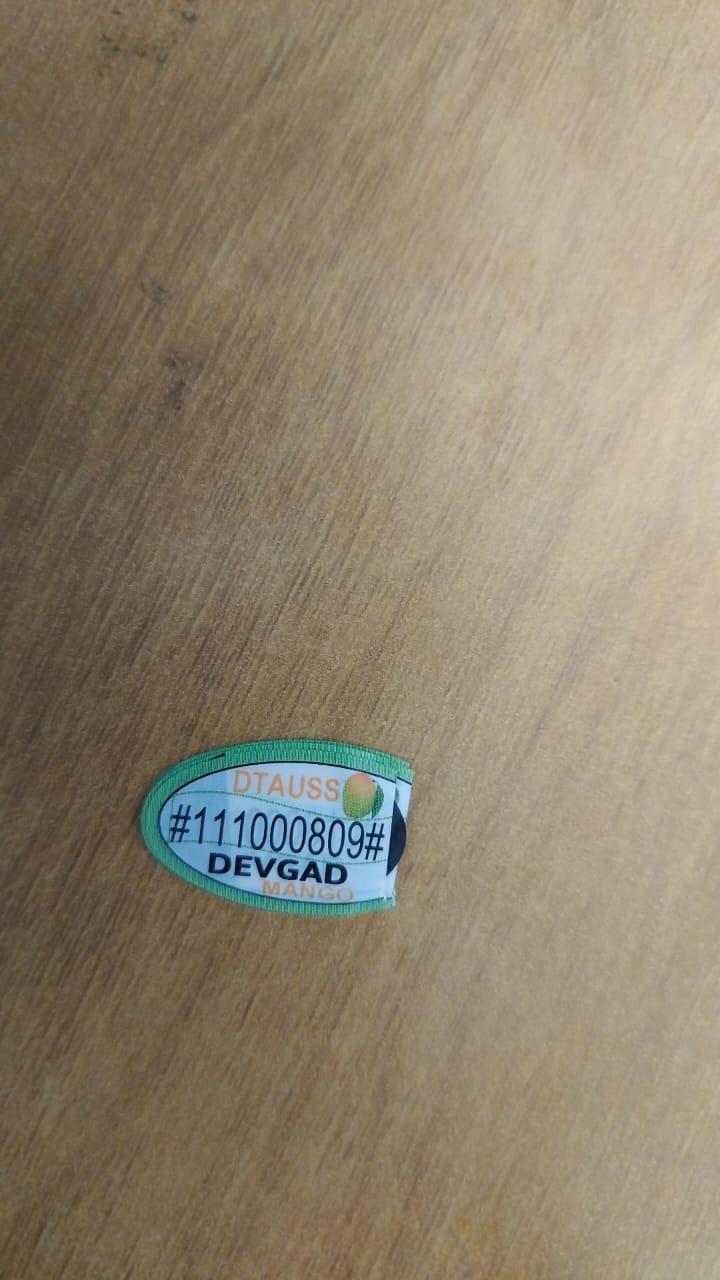 DTAUSS
#111000809#
DEVGAD
MANGO